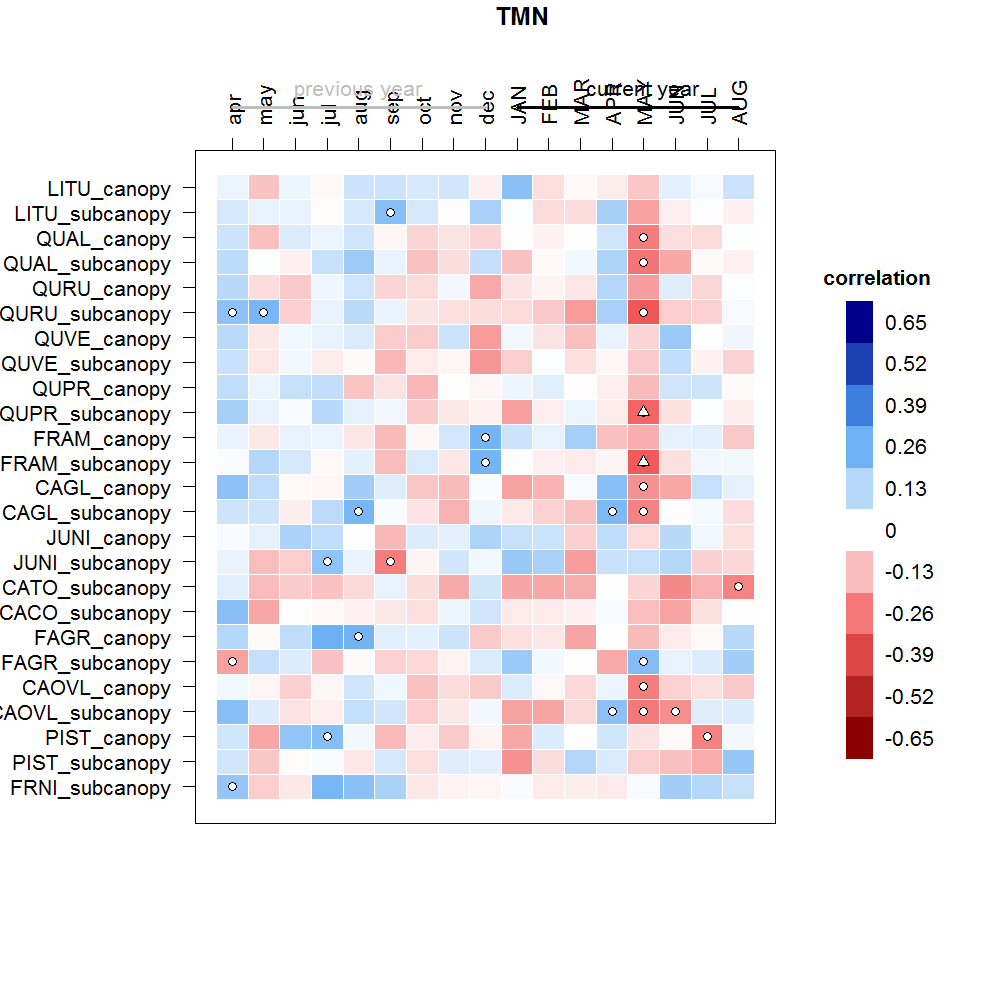 TMN
previous year
current year
apr may jun jul aug sep oct nov dec JAN FEB MAR APR MAY JUN JUL AUG
LITU_canopy
LITU_subcanopy
QUAL_canopy
QUAL_subcanopy
QURU_canopy
QURU_subcanopy
QUVE_canopy
QUVE_subcanopy
QUPR_canopy
QUPR_subcanopy
FRAM_canopy
FRAM_subcanopy
CAGL_canopy
CAGL_subcanopy
JUNI_canopy
JUNI_subcanopy
CATO_subcanopy
CACO_subcanopy
FAGR_canopy
FAGR_subcanopy
CAOVL_canopy
CAOVL_subcanopy
PIST_canopy
PIST_subcanopy
FRNI_subcanopy
correlation
0.65
0.52
0.39
0.26
0.13
0
-0.13
-0.26
-0.39
-0.52
-0.65